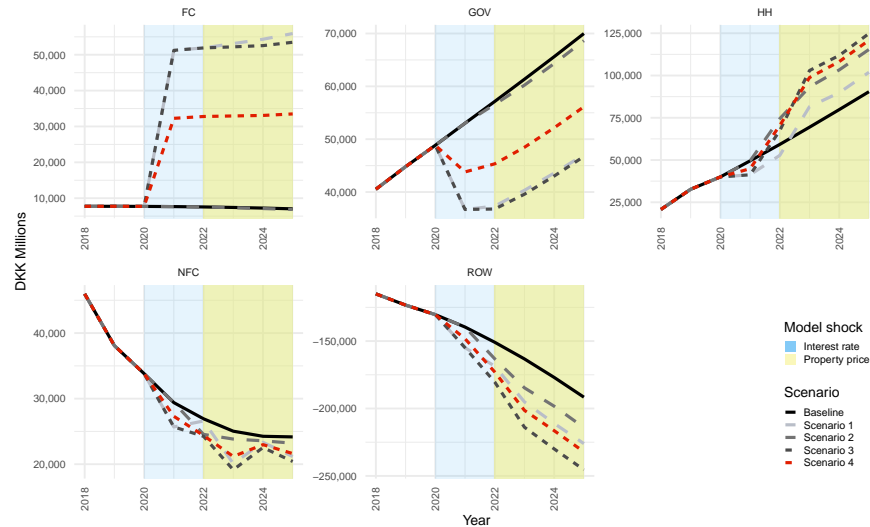 FC
GOV
HH
50,000
40,000
30,000
20,000
10,000
70,000
60,000
50,000
40,000
125,000
100,000
75,000
50,000
25,000
2018
2020
2022
2024
2018
2020
2022
2024
2018
2020
2022
2024
DKK Millions
NFC
ROW
40,000
30,000
20,000
−150,000
−200,000
−250,000
2018
2020
2022
2024
2018
2020
2022
2024
Year
Model shock
Interest rate
Property price
Scenario
Baseline
Scenario 1
Scenario 2
Scenario 3
Scenario 4